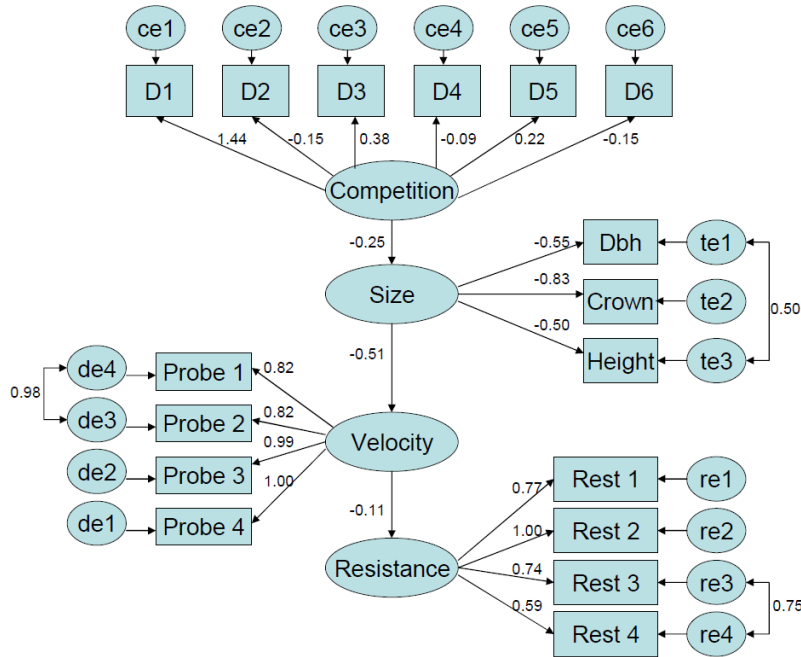 ce1 ce2 ce3 ce4 ce5 ce6
D1 D2 D3 D4 D5 D6
1.44 -0.15 0.38 -0.09 0.22 -0.15
Competition
-0.25
Size
-0.55 Dbh te1
-0.83 Crown te2
-0.50 Height te3
0.50
-0.51
de4 Probe 1 0.82
0.98
de3 Probe 2 0.82
de2 Probe 3 0.99
de1 Probe 4 1.00
Velocity
-0.11
Resistance
0.77 Rest 1 re1
1.00 Rest 2 re2
0.74 Rest 3 re3
0.59 Rest 4 re4
0.75